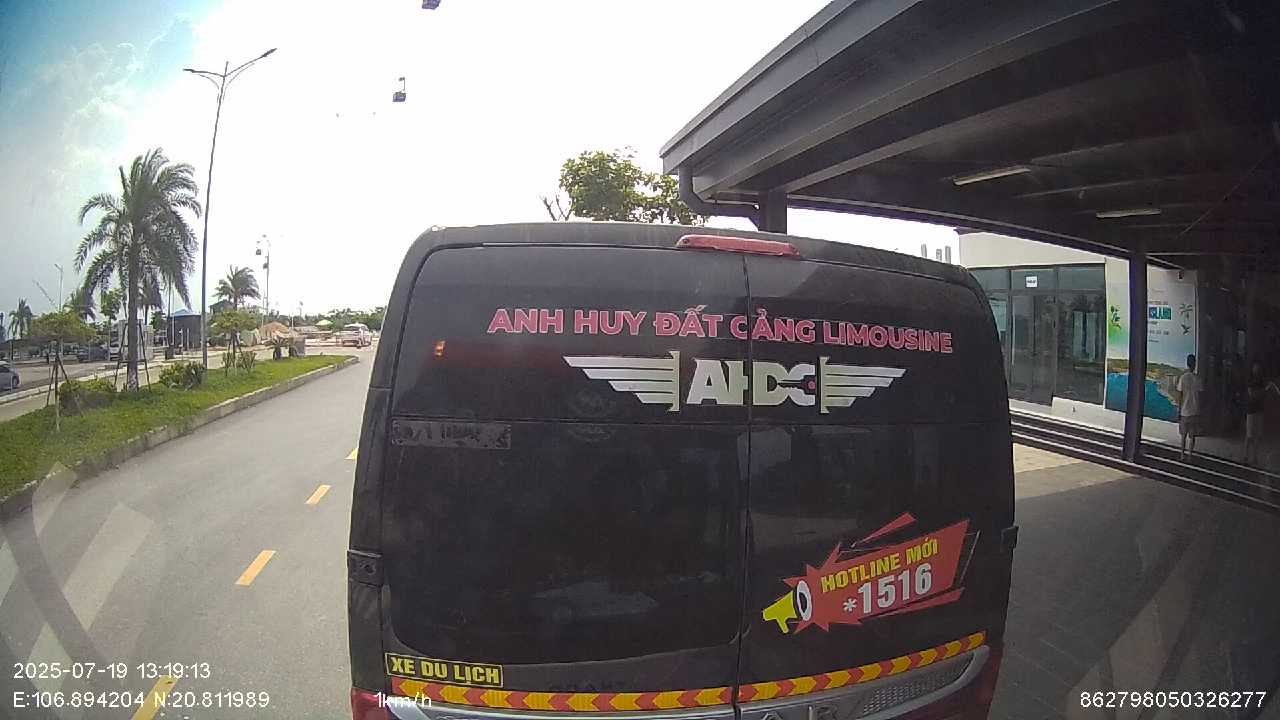 ANH HUY ĐẤT CẢNG LIMOUSINE
AHDC
HOTLINE MỚI
*1516
XE DU LỊCH
2025-07-19 13:19:13
E:106.894204 N:20.811989
1km/h
862798050326277